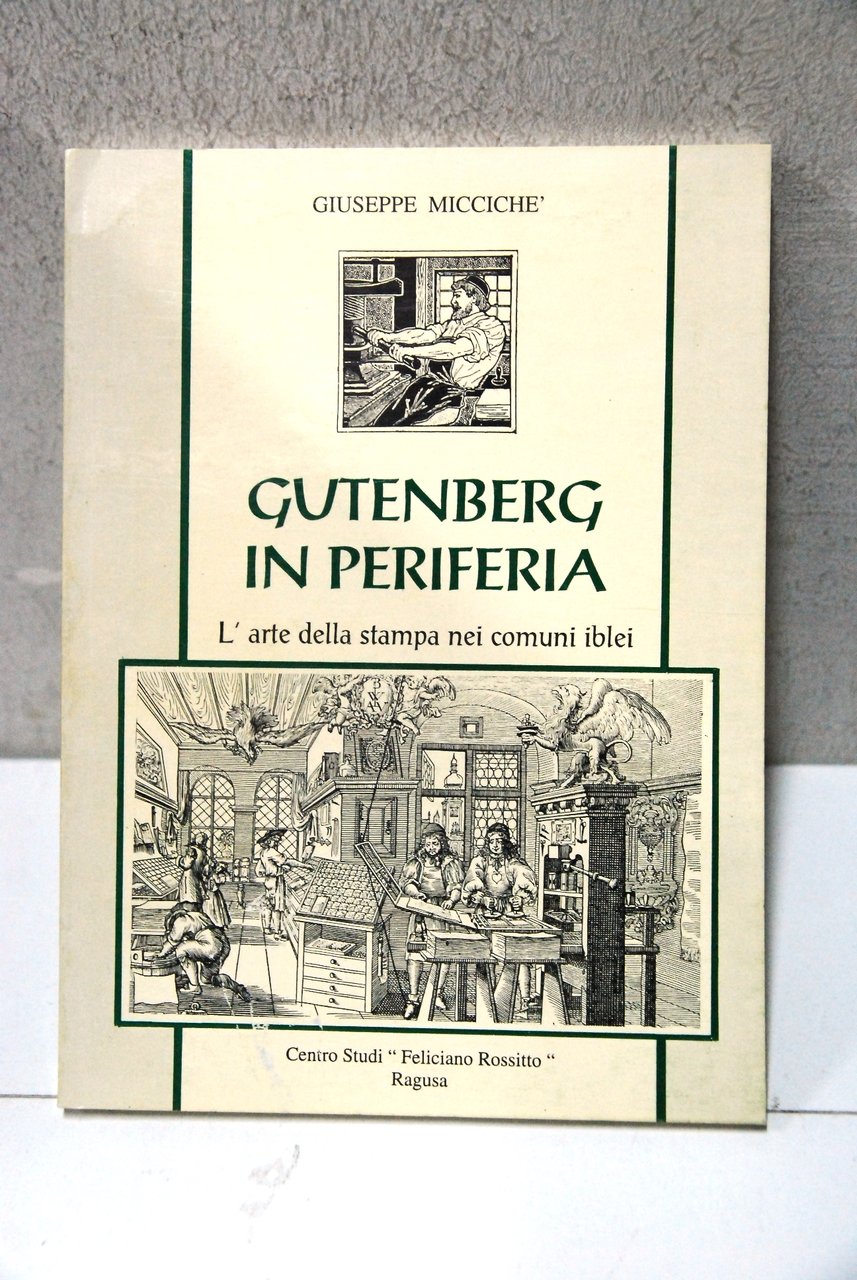 GIUSEPPE MICCICHE'
GUTENBERG
IN PERIFERIA
L' arte della stampa nei comuni iblei
Centro Studi “ Feliciano Rossitto “
Ragusa